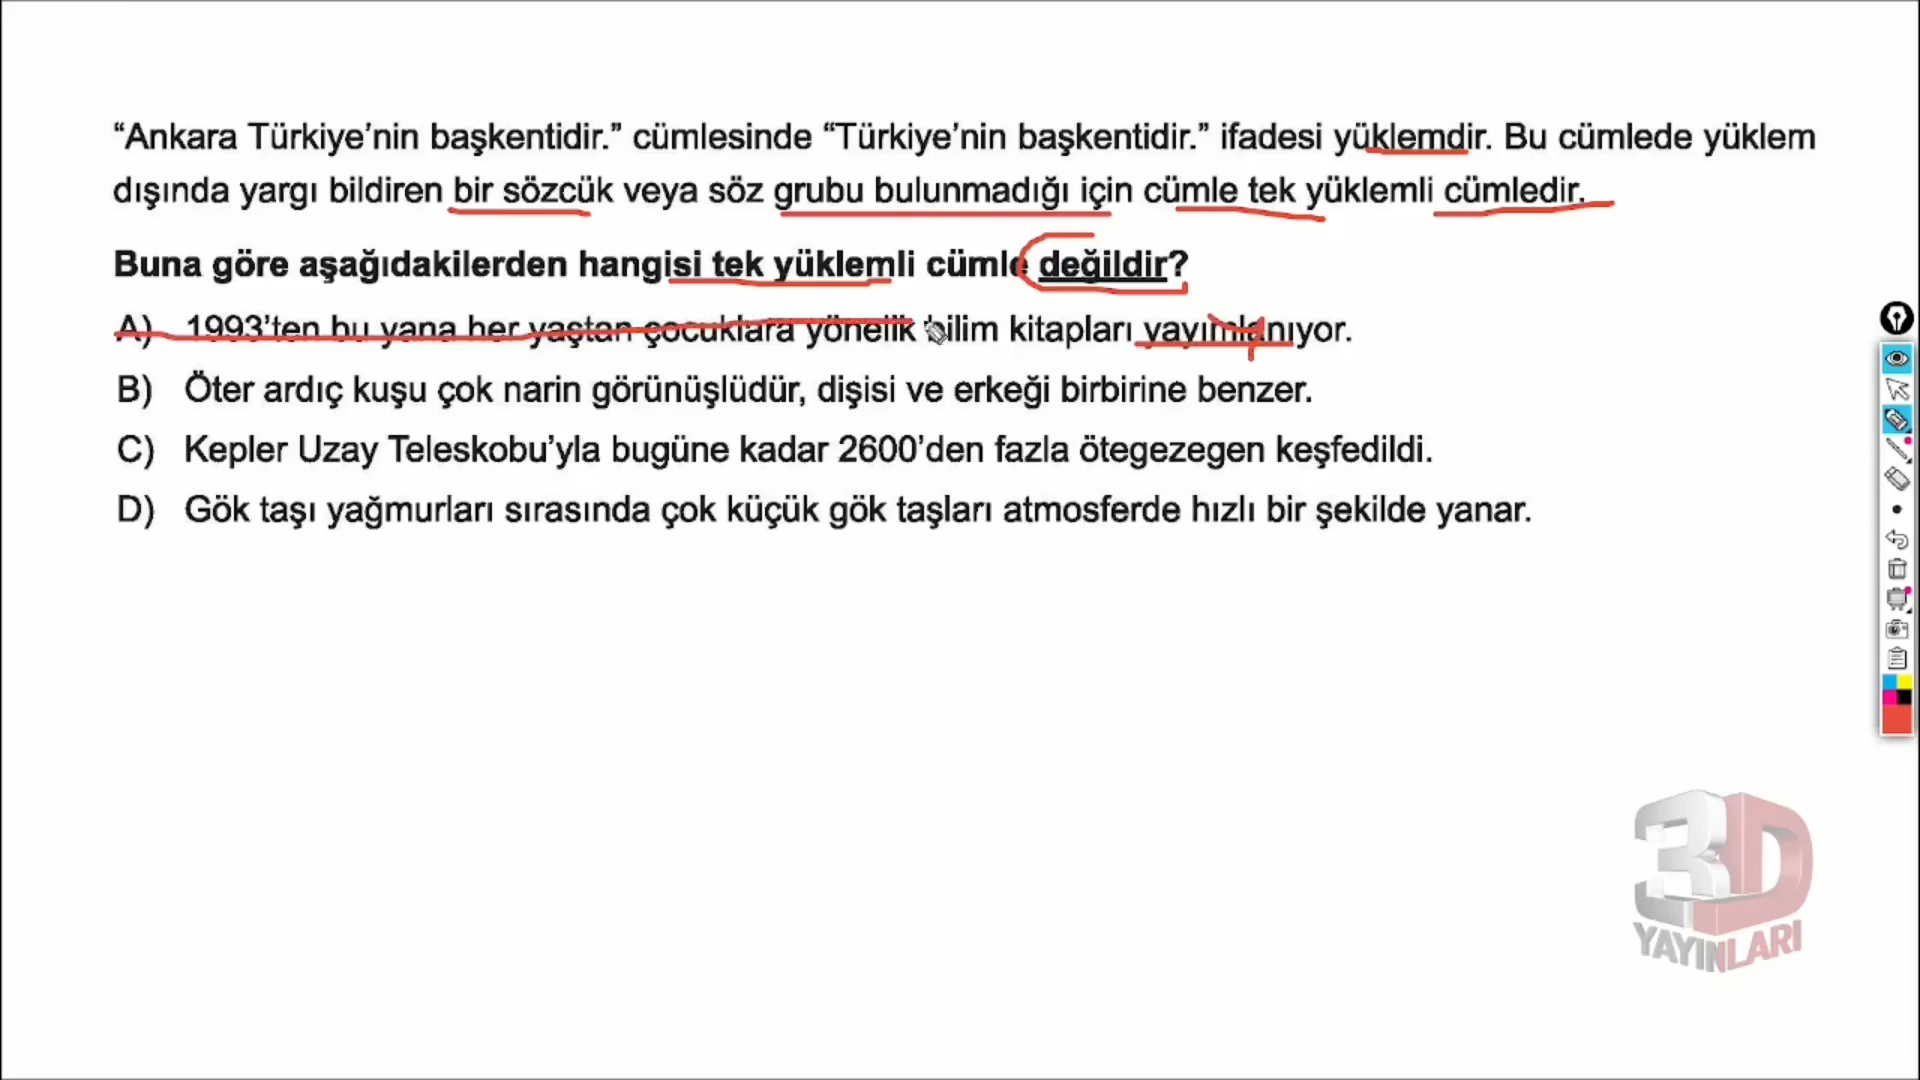 “Ankara Türkiye’nin başkentidir.” cümlesinde “Türkiye’nin başkentidir.” ifadesi yüklemdir. Bu cümlede yüklem
dışında yargı bildiren bir sözcük veya söz grubu bulunmadığı için cümle tek yüklemli cümledir.
Buna göre aşağıdakilerden hangisi tek yüklemli cümle değildir?
A) 1993’ten bu yana her yaştan çocuklara yönelik bilim kitapları yayımlanıyor.
B) Öter ardıç kuşu çok narin görünüşlüdür, dişisi ve erkeği birbirine benzer.
C) Kepler Uzay Teleskobu’yla bugüne kadar 2600’den fazla ötegezegen keşfedildi.
D) Gök taşı yağmurları sırasında çok küçük gök taşları atmosferde hızlı bir şekilde yanar.
3D
YAYINLARI